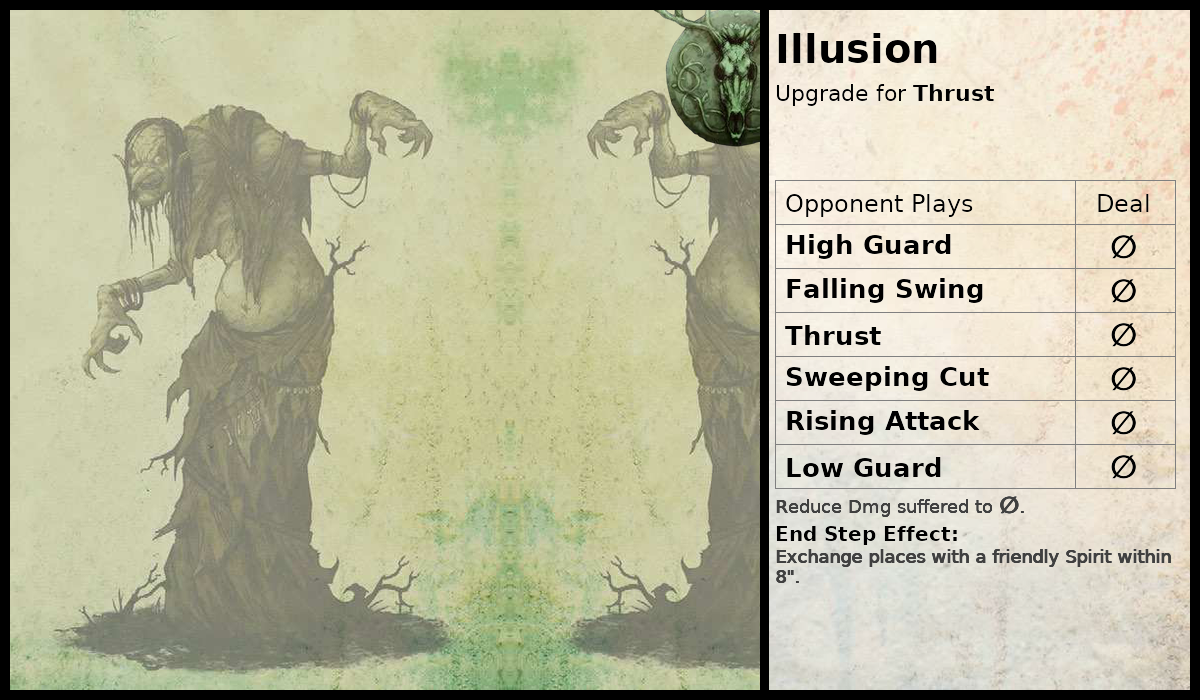 Illusion
Upgrade for Thrust
Opponent Plays Deal
High Guard Ø
Falling Swing Ø
Thrust Ø
Sweeping Cut Ø
Rising Attack Ø
Low Guard Ø
Reduce Dmg suffered to Ø.
End Step Effect:
Exchange places with a friendly Spirit within
8".